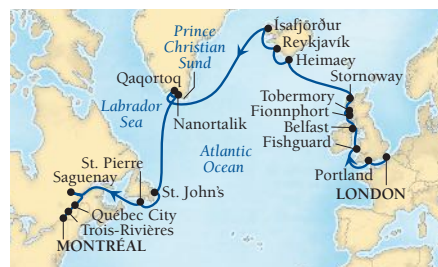 Ísafjörður
Prince
Christian
Sund
Reykjavík
Heimaey
Stornoway
Qaqortoq
Tobermory
Fionnphort
Labrador
Sea
Nanortalik
Belfast
Fishguard
Atlantic
Ocean
St. Pierre
Saguenay
Portland
LONDON
St. John's
Québec City
Trois-Rivières
MONTRÉAL